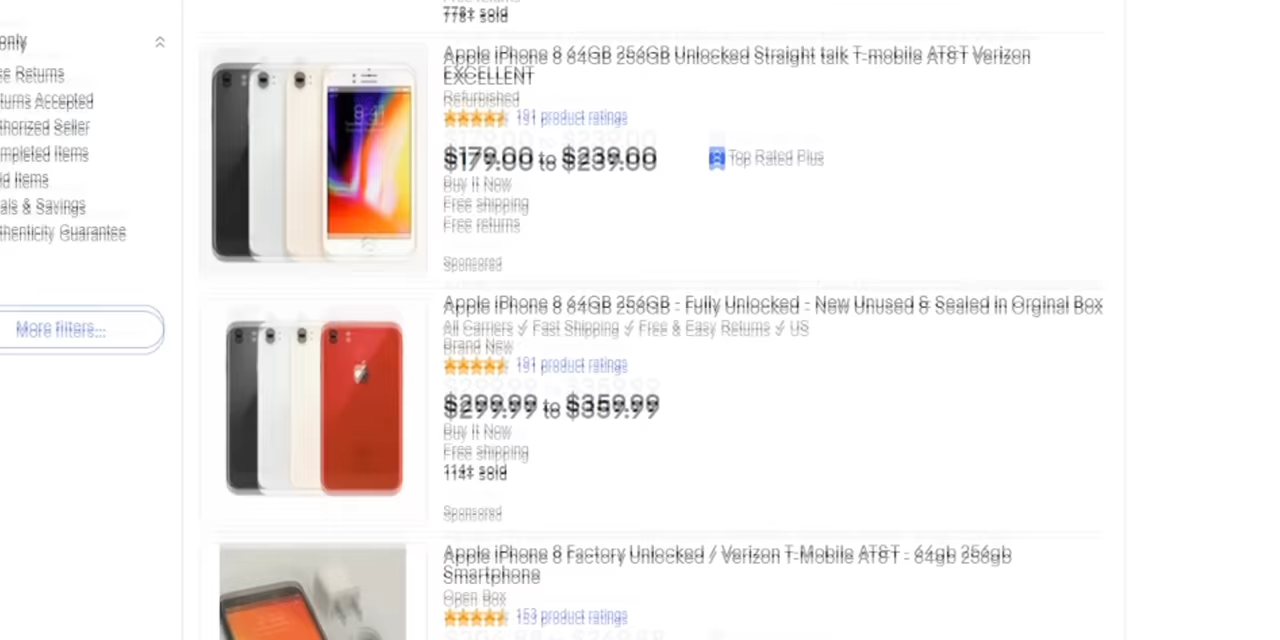 778+ sold
only
Returns
Accepted
Seller
Items
Items
& Savings
Guarantee
More filters...
Apple iPhone 8 64GB 256GB Unlocked Straight talk T-mobile AT&T Verizon
EXCELLENT
Refurbished
191 product ratings
$179.00 to $239.00
Top Rated Plus
Buy It Now
Free shipping
Free returns
Sponsored
Apple iPhone 8 64GB 256GB - Fully Unlocked - New Unused & Sealed in Orginal Box
All Carriers ✓ Fast Shipping ✓ Free & Easy Returns ✓ US
Brand New
191 product ratings
$299.99 to $359.99
Buy It Now
Free shipping
114+ sold
Sponsored
Apple iPhone 8 Factory Unlocked / Verizon T-Mobile AT&T - 64gb 256gb
Smartphone
Open Box
153 product ratings